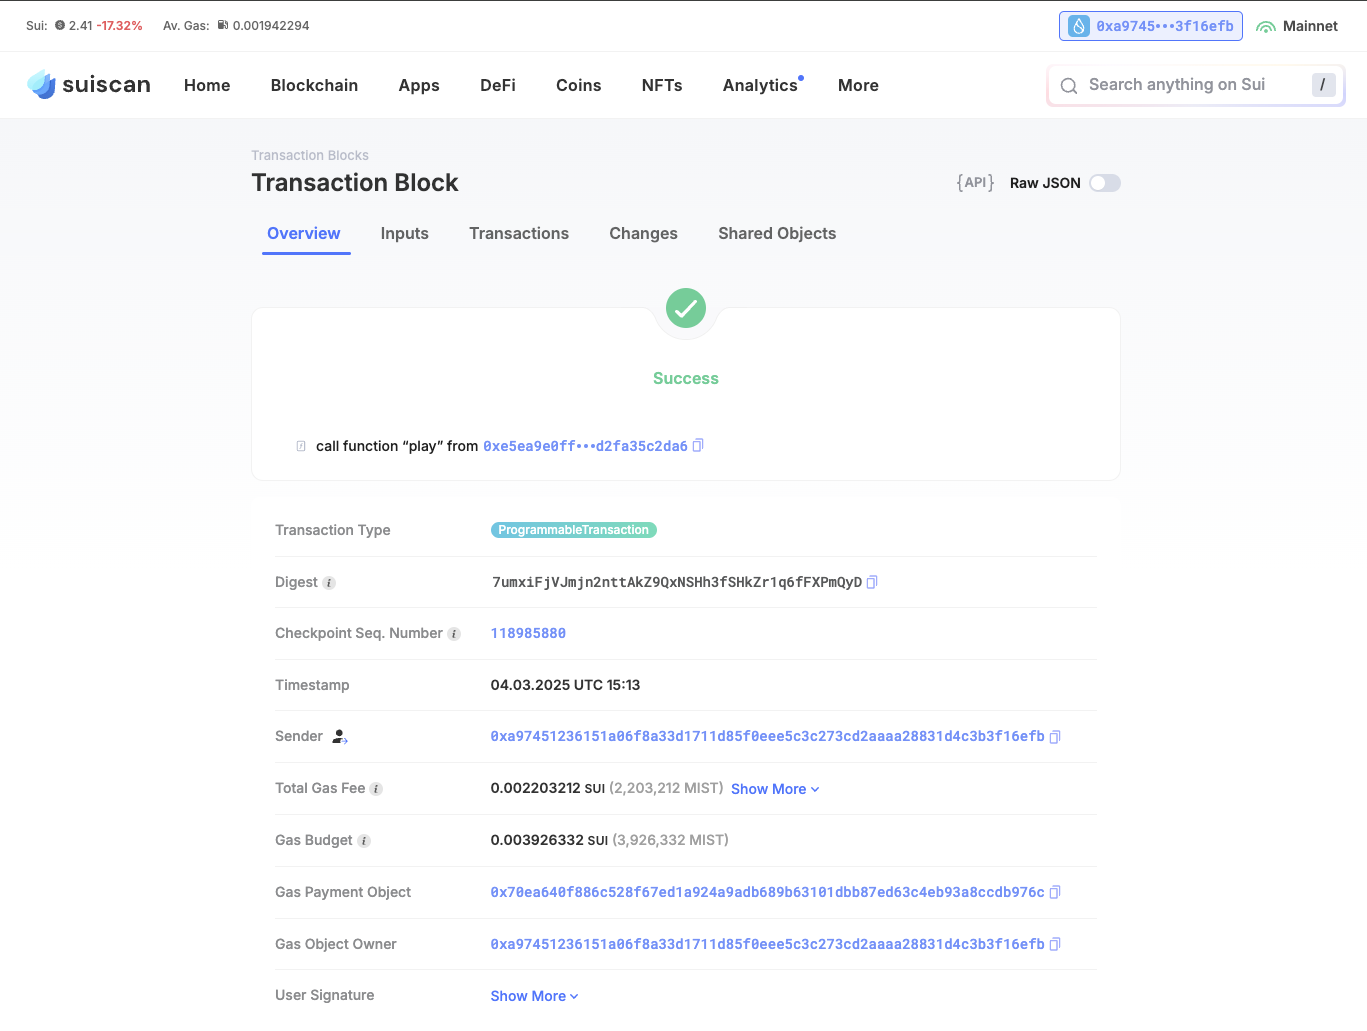 Sui: 2.41 -17.32% Av. Gas: 0.001942294 0xa9745•••3f16efb Mainnet
suiscan Home Blockchain Apps DeFi Coins NFTs Analytics More Search anything on Sui /
Transaction Blocks
Transaction Block {API} Raw JSON
Overview Inputs Transactions Changes Shared Objects
Success
call function “play” from 0xe5ea9e0ff•••d2fa35c2da6
Transaction Type ProgrammableTransaction
Digest i 7umxiFjVJmjn2nttAkZ9QxNSHh3fSHkZr1q6fFXPmQyD
Checkpoint Seq. Number i 118985880
Timestamp 04.03.2025 UTC 15:13
Sender 0xa97451236151a06f8a33d1711d85f0eee5c3c273cd2aaaa28831d4c3b3f16efb
Total Gas Fee i 0.002203212 SUI (2,203,212 MIST) Show More
Gas Budget i 0.003926332 SUI (3,926,332 MIST)
Gas Payment Object 0x70ea640f886c528f67ed1a924a9adb689b63101dbb87ed63c4eb93a8ccdb976c
Gas Object Owner 0xa97451236151a06f8a33d1711d85f0eee5c3c273cd2aaaa28831d4c3b3f16efb
User Signature Show More